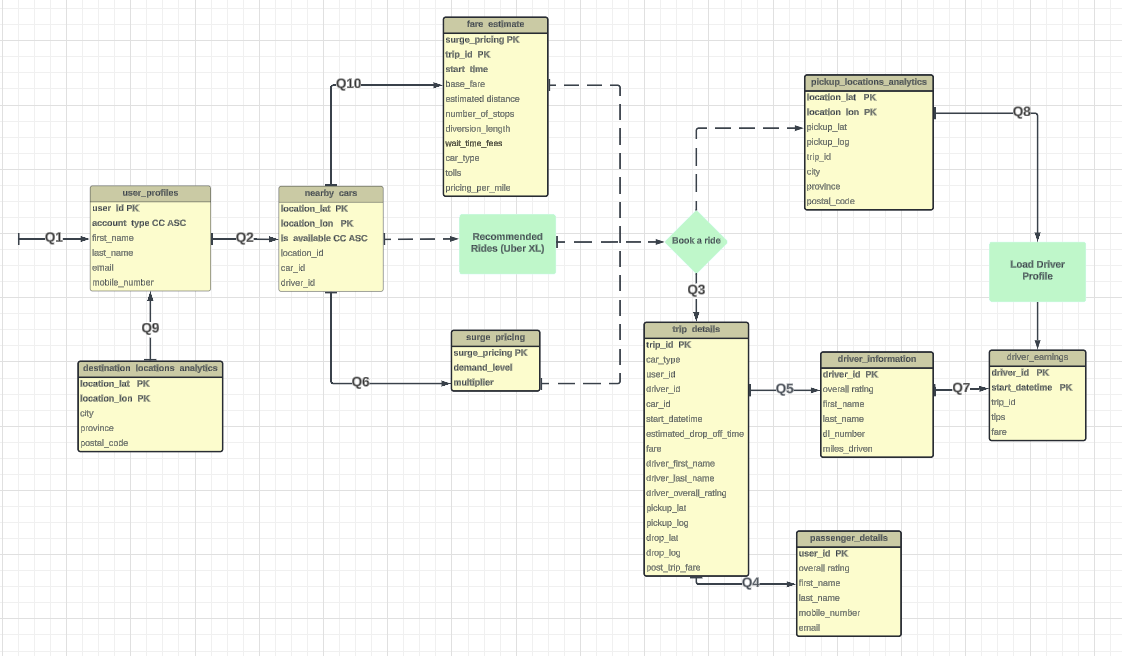 fare_estimate
surge_pricing PK
trip_id PK
start_time
base_fare
estimated distance
number_of_stops
diversion_length
wait_time_fees
car_type
tolls
pricing_per_mile
Q10
pickup_locations_analytics
location_lat PK
location_lon PK
pickup_lat
pickup_log
trip_id
city
province
postal_code
Q8
Q1
user_profiles
user_id PK
account_type CC ASC
first_name
last_name
email
mobile_number
Q2
nearby_cars
location_lat PK
location_lon PK
is_available CC ASC
location_id
car_id
driver_id
Recommended
Rides (Uber XL)
Book a ride
Load Driver
Profile
Q9
Q3
destination_locations_analytics
location_lat PK
location_lon PK
city
province
postal_code
Q6
surge_pricing
surge_pricing PK
demand_level
multiplier
trip_details
trip_id PK
car_type
user_id
driver_id
car_id
start_datetime
estimated_drop_off_time
fare
driver_first_name
driver_last_name
driver_overall_rating
pickup_lat
pickup_log
drop_lat
drop_log
post_trip_fare
Q5
driver_information
driver_id PK
overall rating
first_name
last_name
dl_number
miles_driven
Q7
driver_earnings
driver_id PK
start_datetime PK
trip_id
tips
fare
Q4
passenger_details
user_id PK
overall rating
first_name
last_name
mobile_number
email